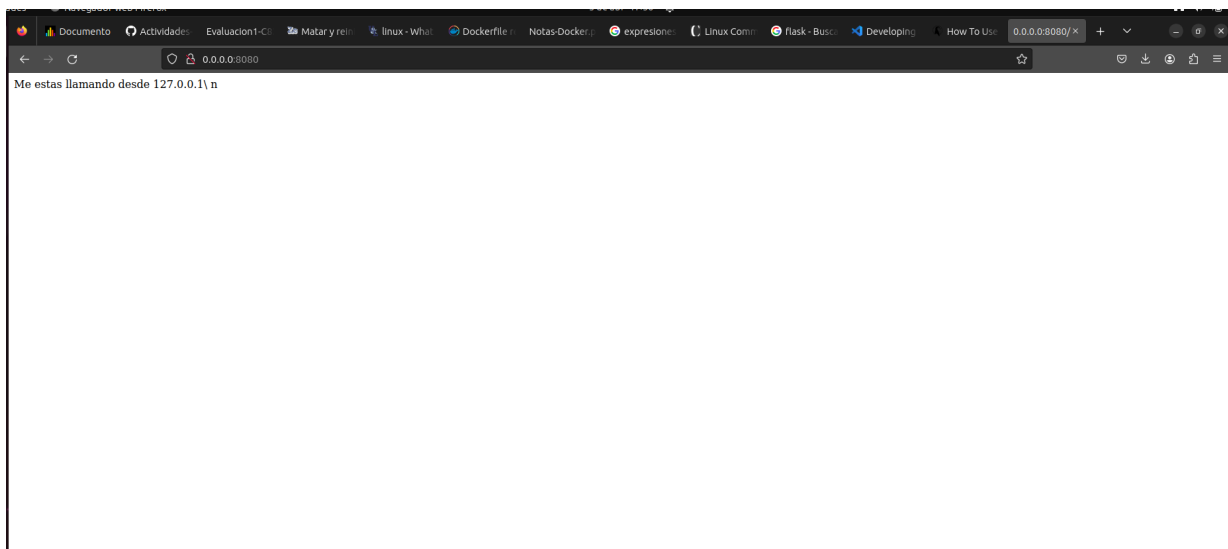 Documento
Actividades
Evaluacion1-CB
Matar y rein
linux - What
Dockerfile r
Notas-Docker.p
expresiones
Linux Comm
flask - Busca
Developing
How To Use
0.0.0.0:8080/
0.0.0.0:8080
Me estas llamando desde 127.0.0.1\ n